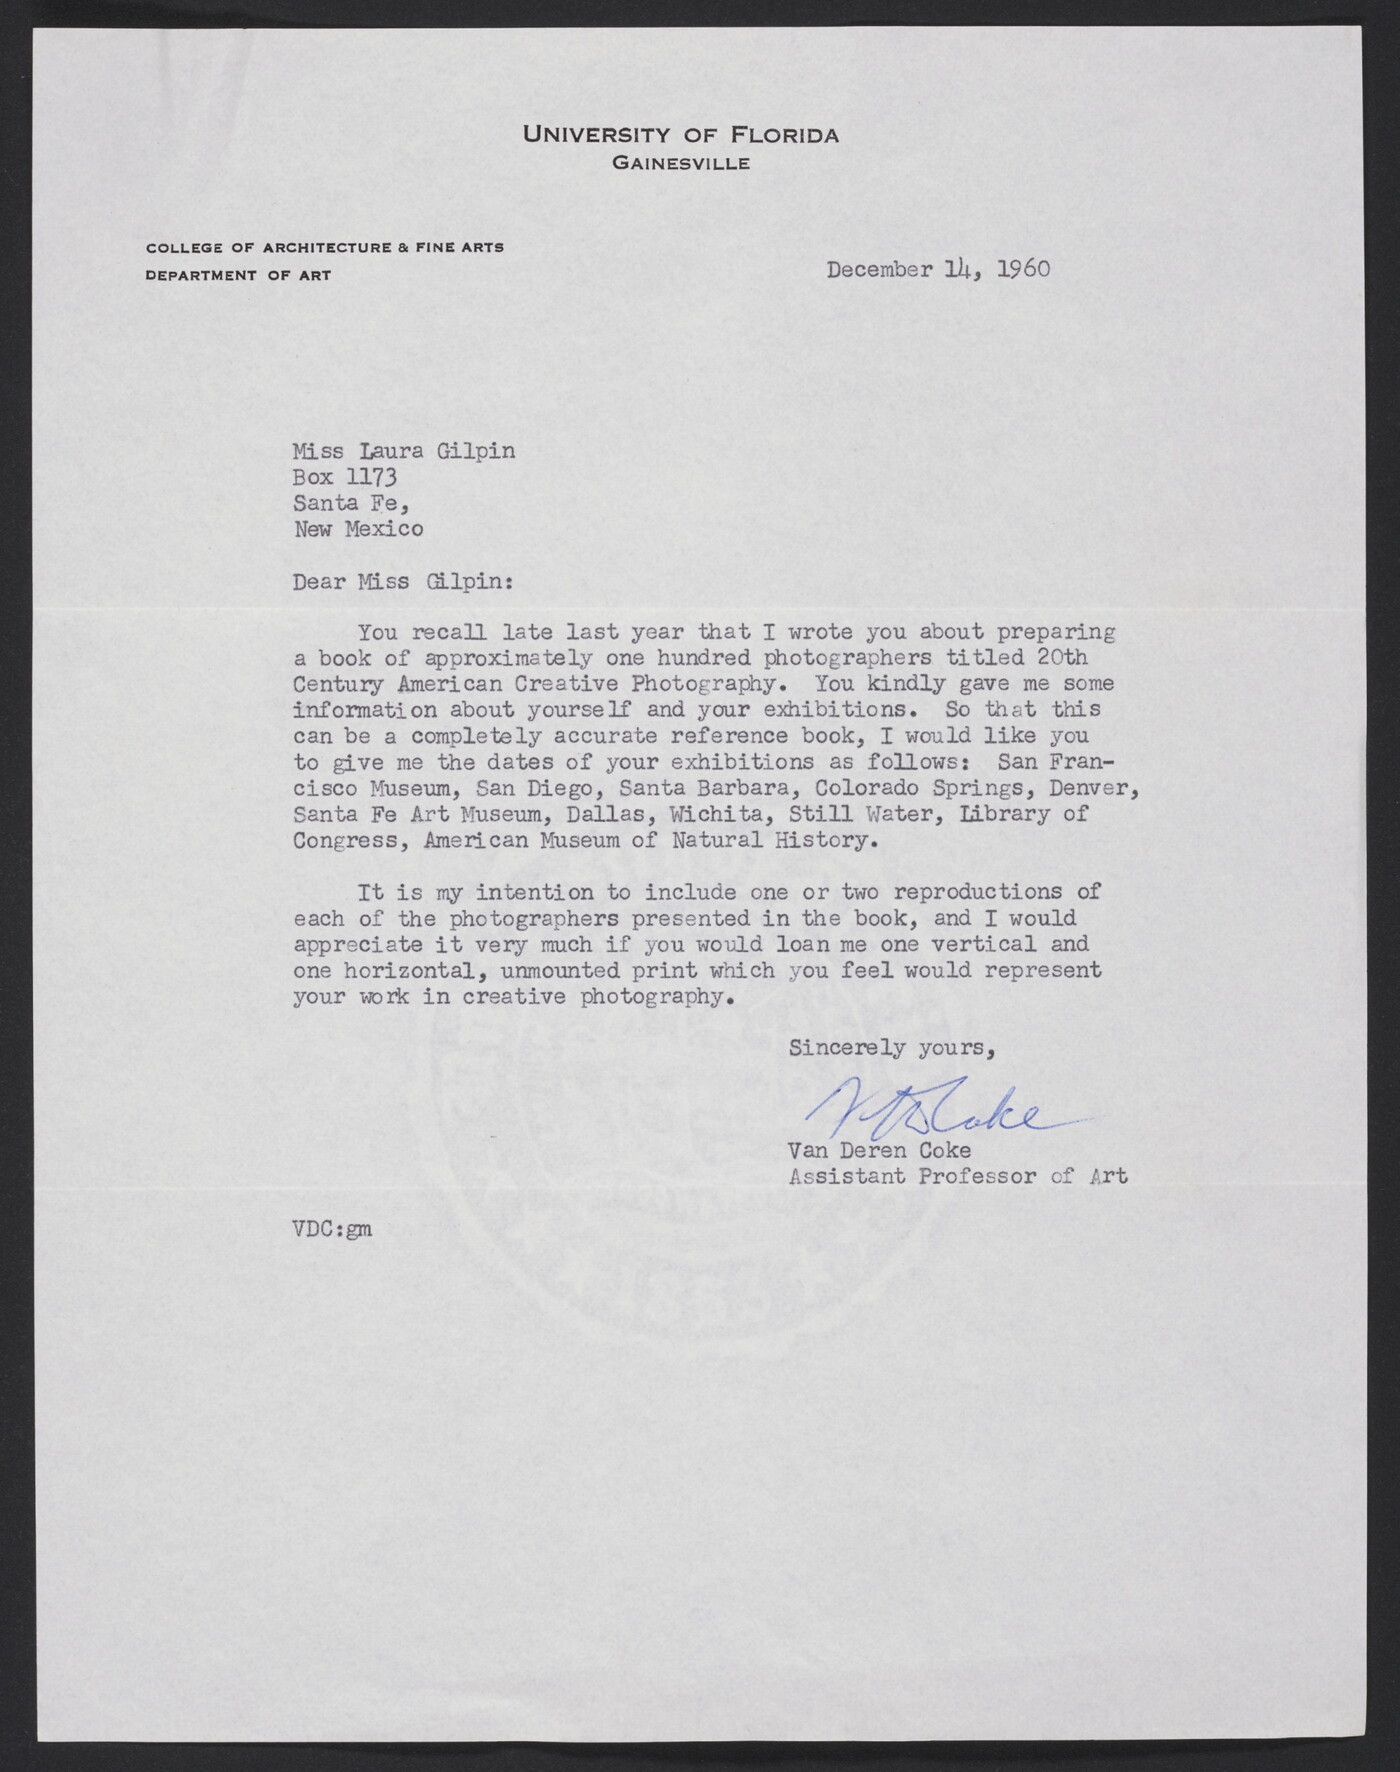 UNIVERSITY OF FLORIDA
GAINESVILLE
COLLEGE OF ARCHITECTURE & FINE ARTS
DEPARTMENT OF ART
December 14, 1960
Miss Laura Gilpin
Box 1173
Santa Fe,
New Mexico
Dear Miss Gilpin:
You recall late last year that I wrote you about preparing
a book of approximately one hundred photographers titled 20th
Century American Creative Photography. You kindly gave me some
information about yourself and your exhibitions. So that this
can be a completely accurate reference book, I would like you
to give me the dates of your exhibitions as follows: San Fran-
cisco Museum, San Diego, Santa Barbara, Colorado Springs, Denver,
Santa Fe Art Museum, Dallas, Wichita, Still Water, Library of
Congress, American Museum of Natural History.
It is my intention to include one or two reproductions of
each of the photographers presented in the book, and I would
appreciate it very much if you would loan me one vertical and
one horizontal, unmounted print which you feel would represent
your work in creative photography.
Sincerely yours,
V D Coke
Van Deren Coke
Assistant Professor of Art
VDC:gm